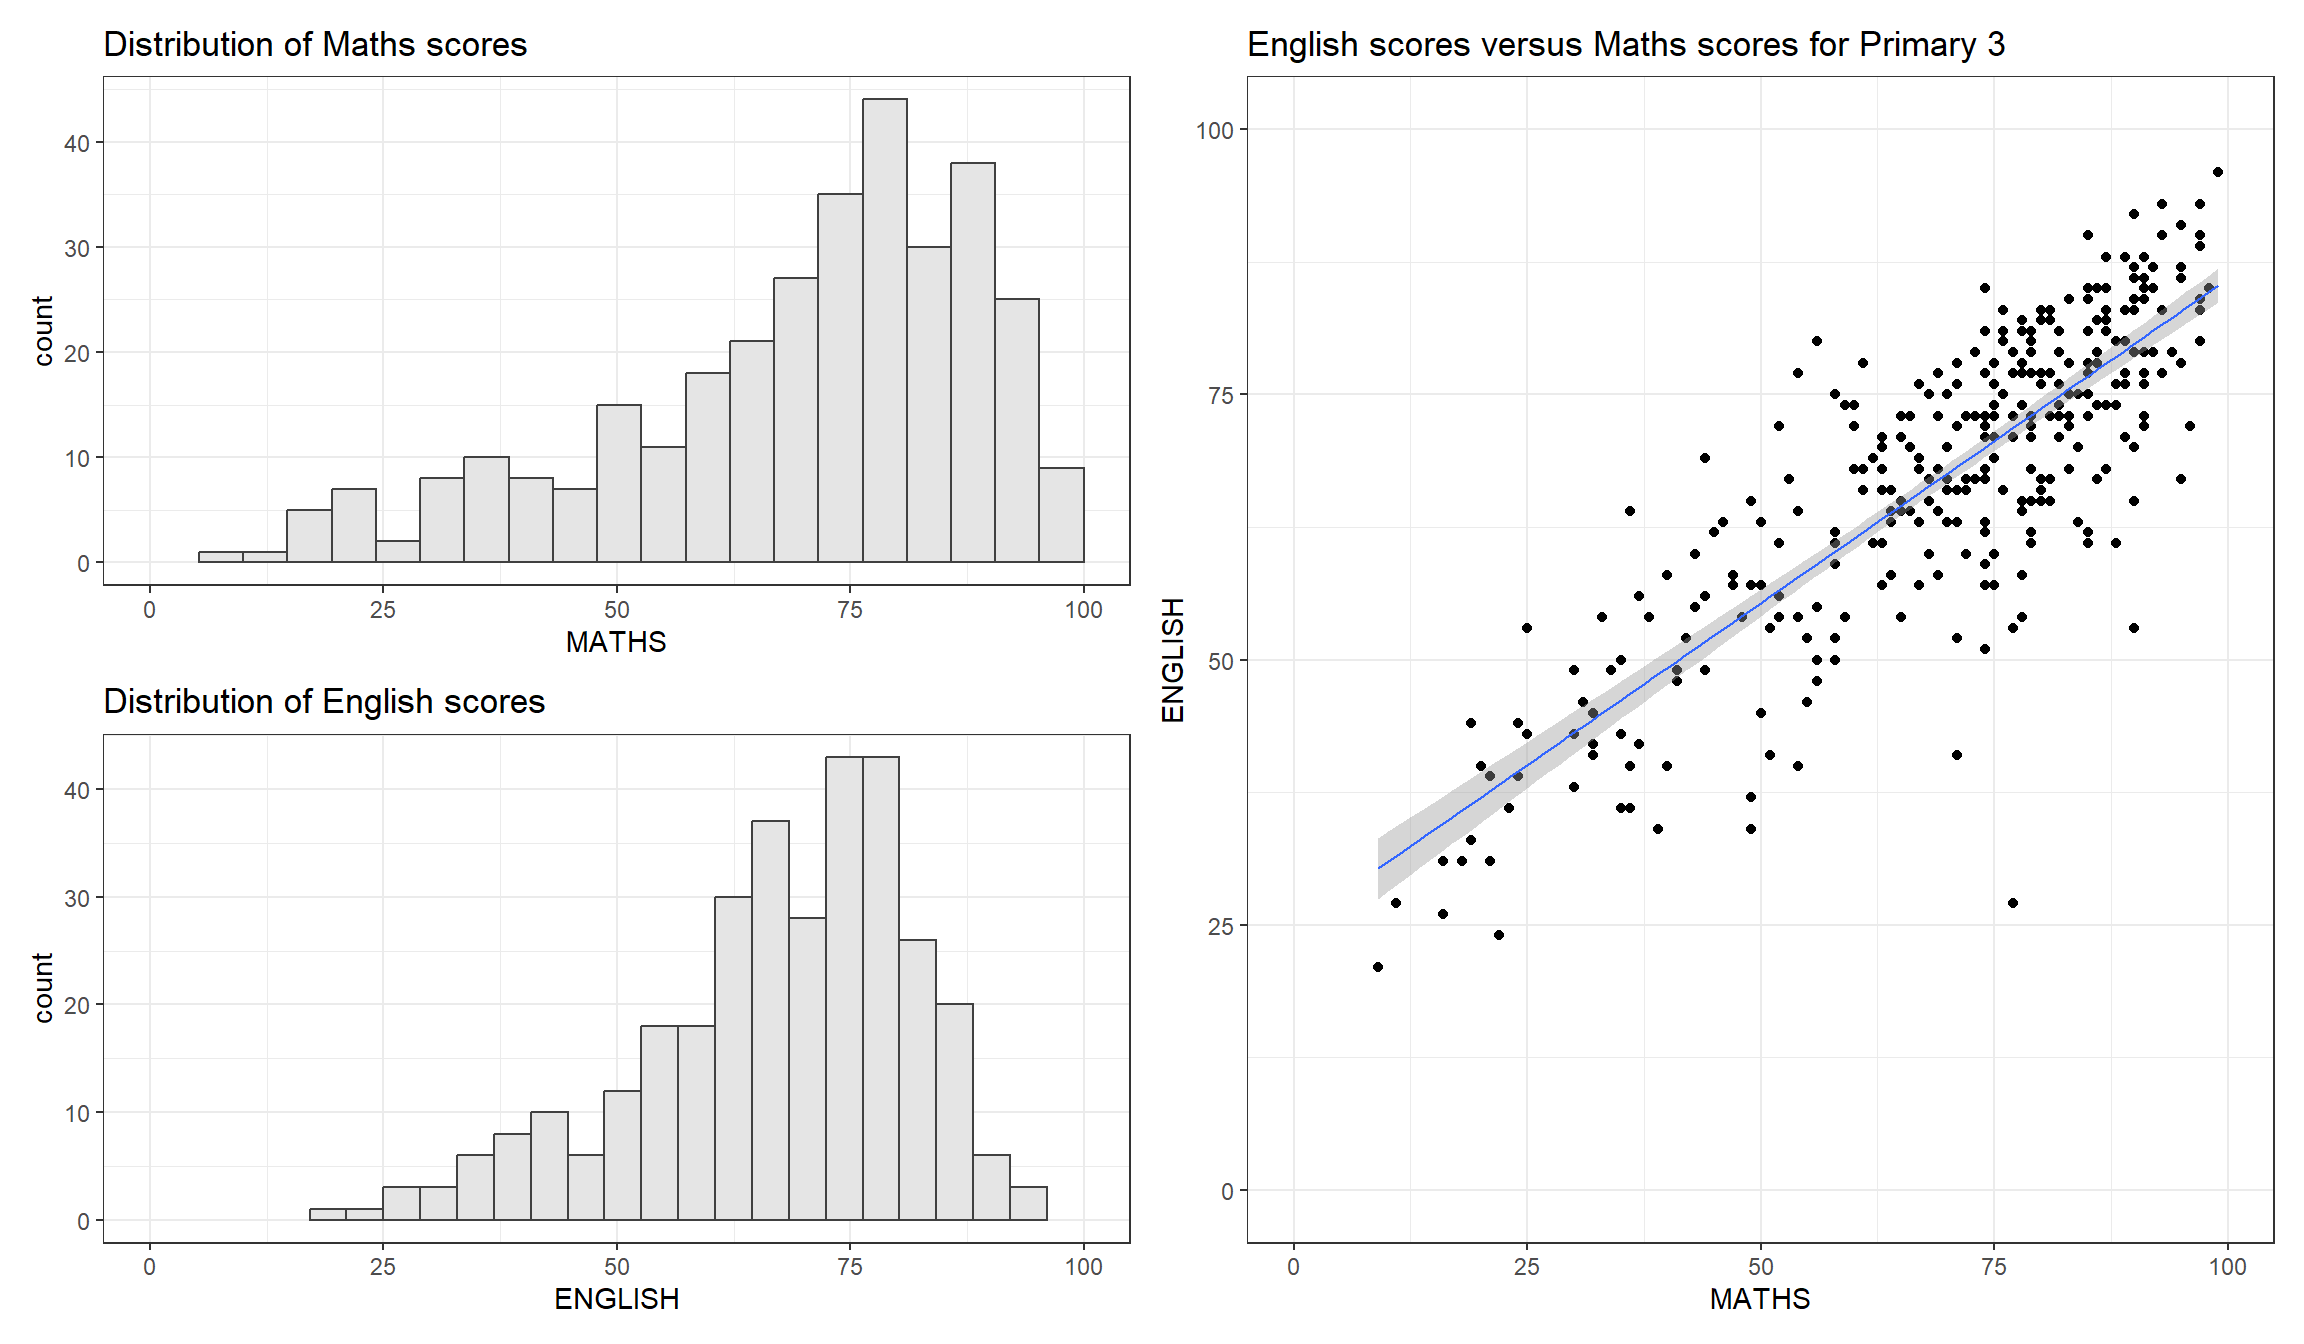 Distribution of Maths scores
count
40
30
20
10
0
0 25 50 75 100
MATHS
Distribution of English scores
count
40
30
20
10
0
0 25 50 75 100
ENGLISH
English scores versus Maths scores for Primary 3
ENGLISH
100
75
50
25
0
0 25 50 75 100
MATHS